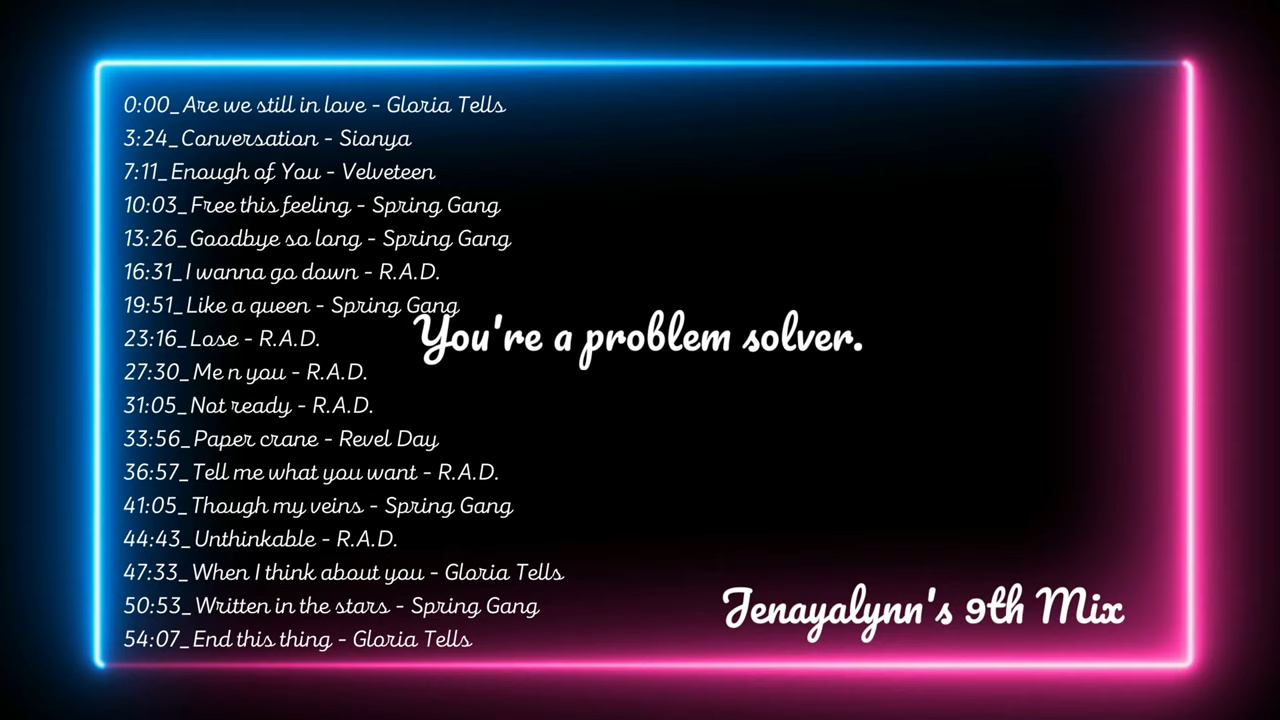 0:00_Are we still in love - Gloria Tells
3:24_Conversation - Sionya
7:11_Enough of You - Velveteen
10:03_Free this feeling - Spring Gang
13:26_Goodbye so long - Spring Gang
16:31_I wanna go down - R.A.D.
19:51_Like a queen - Spring Gang
You're a problem solver.
23:16_Lose - R.A.D.
27:30_Me n you - R.A.D.
31:05_Not ready - R.A.D.
33:56_Paper crane - Revel Day
36:57_Tell me what you want - R.A.D.
41:05_Though my veins - Spring Gang
44:43_Unthinkable - R.A.D.
47:33_When I think about you - Gloria Tells
50:53_Written in the stars - Spring Gang
54:07_End this thing - Gloria Tells
Jenayalynn's 9th Mix